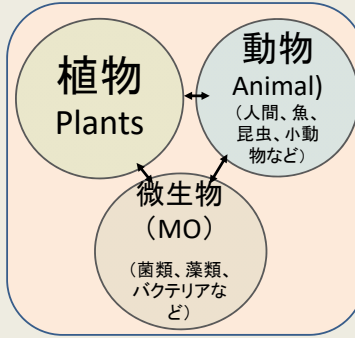 植物
Plants
動物
Animal)
(人間、魚、
昆虫、小動
物など)
微生物
(MO)
(菌類、藻類、
バクテリアな
ど)